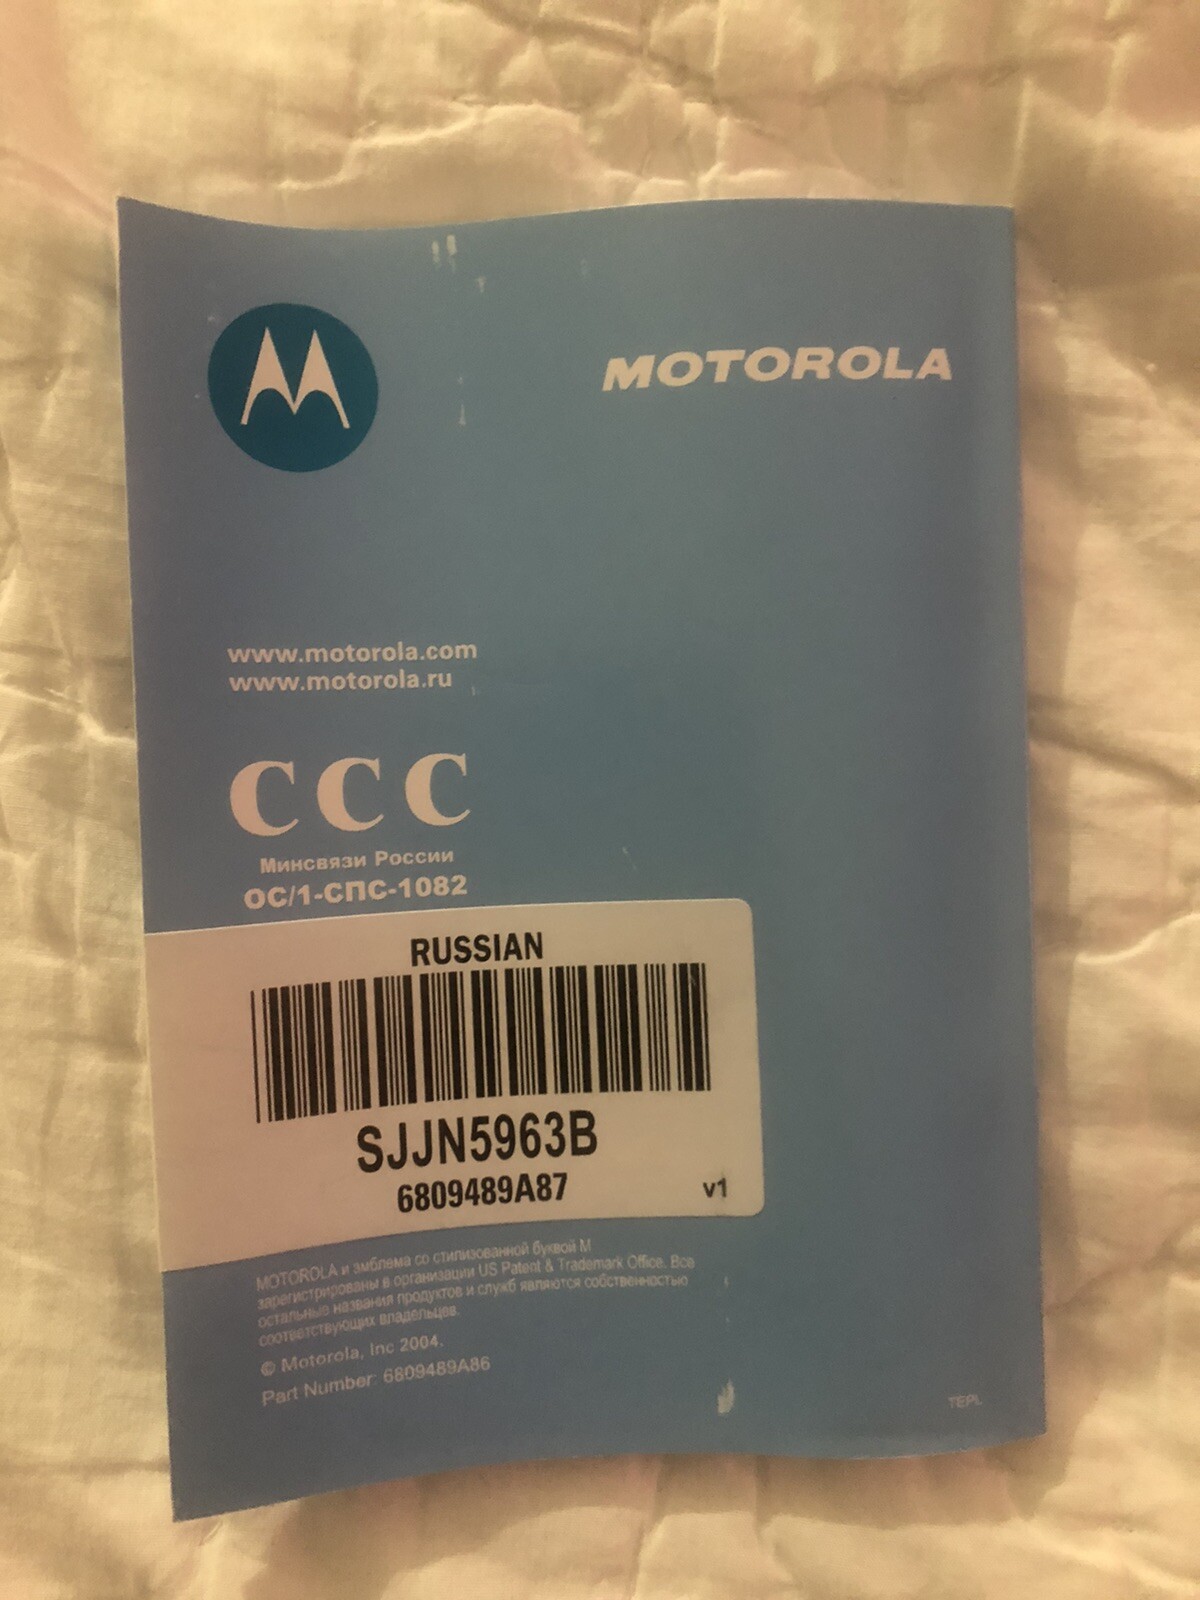 MOTOROLA
www.motorola.com
www.motorola.ru
ССС
Минсвязи России
ОС/1-СПС-1082
RUSSIAN
SJJN5963B
6809489A87
v1
MOTOROLA и эмблема со стилизованной буквой М
зарегистрированы в организации US Patent & Trademark Office. Все
остальные названия продуктов и служб являются собственностью
соответствующих владельцев.
© Motorola, Inc 2004.
Part Number: 6809489A86
TEPL